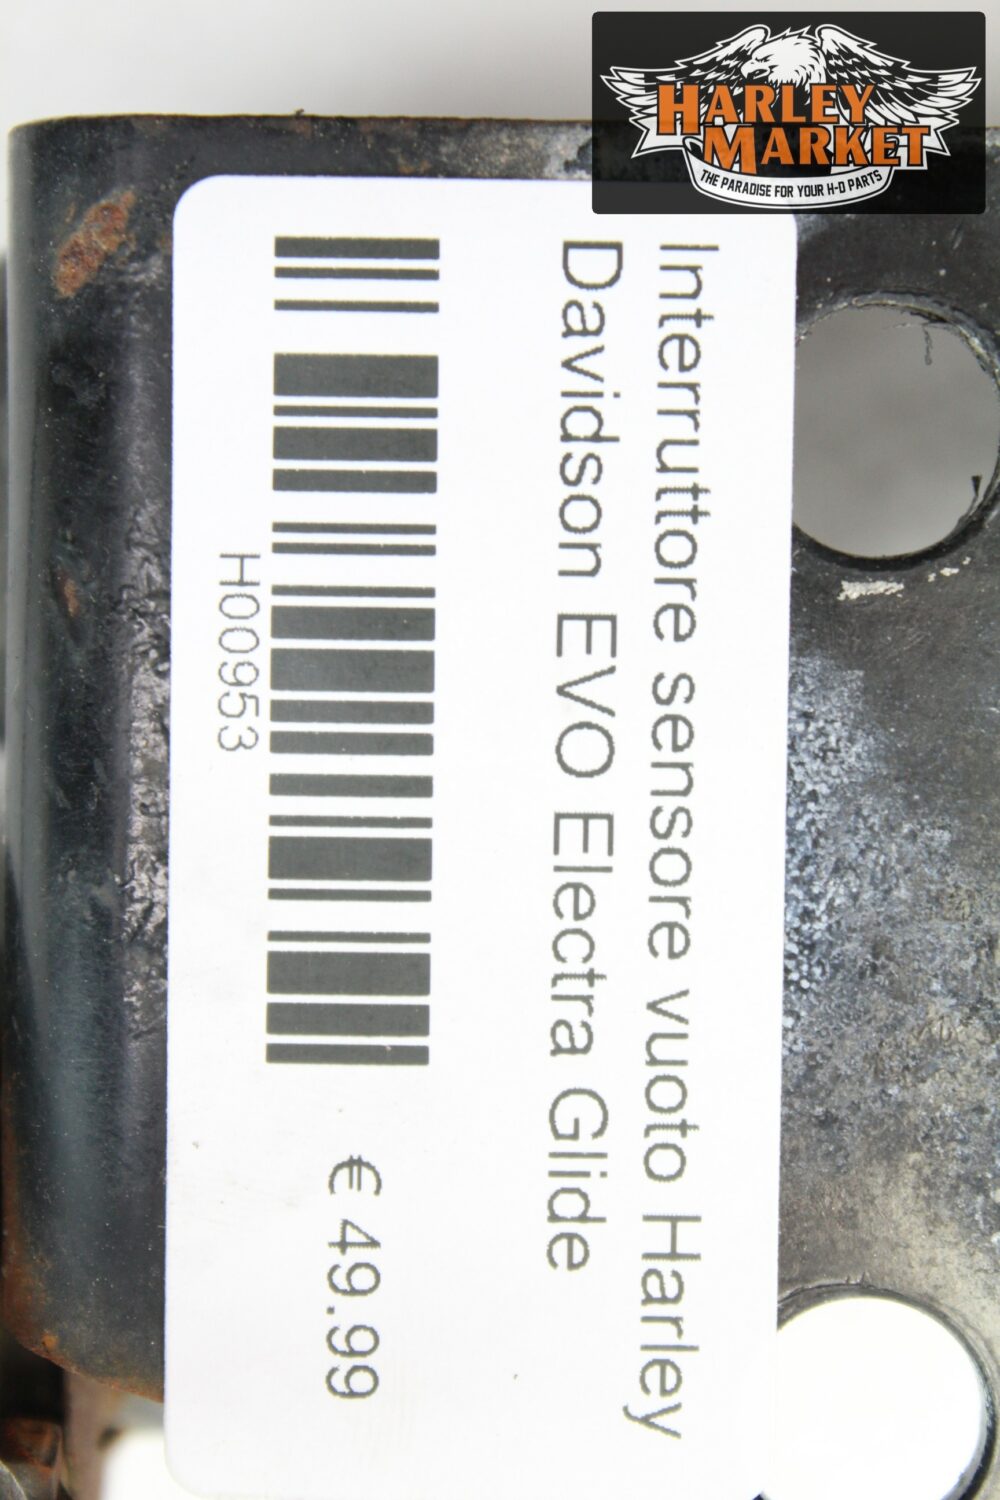 HARLEY
MARKET
THE PARADISE FOR YOUR H-D PARTS
Interruttore sensore vuoto Harley
Davidson EVO Electra Glide
H00953
€ 49.99